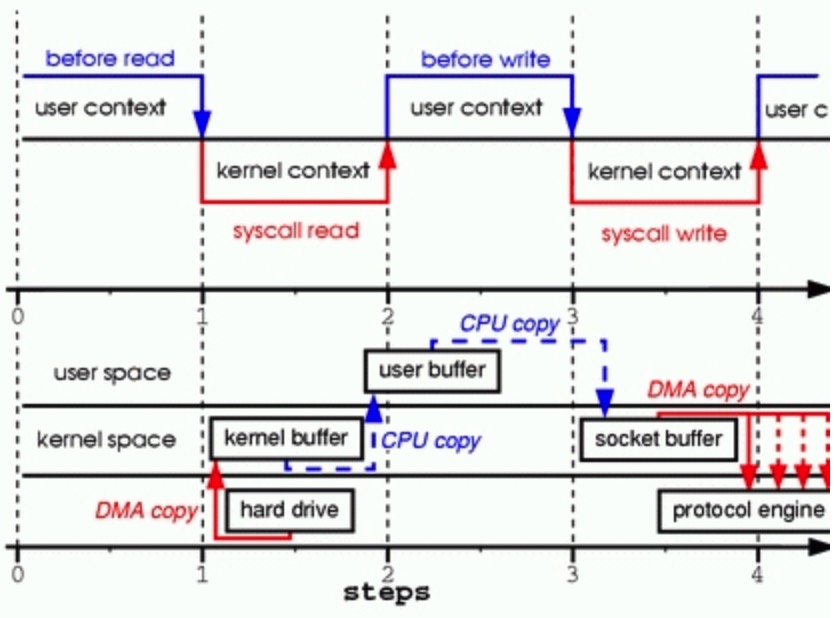 before read
before write
user context
user context
user c
kernel context
kernel context
syscall read
syscall write
0 1 2 3 4
CPU copy
user space
user buffer
DMA copy
kernel space
kernel buffer
CPU copy
socket buffer
DMA copy
hard drive
protocol engine
0 1 2 3 4
steps